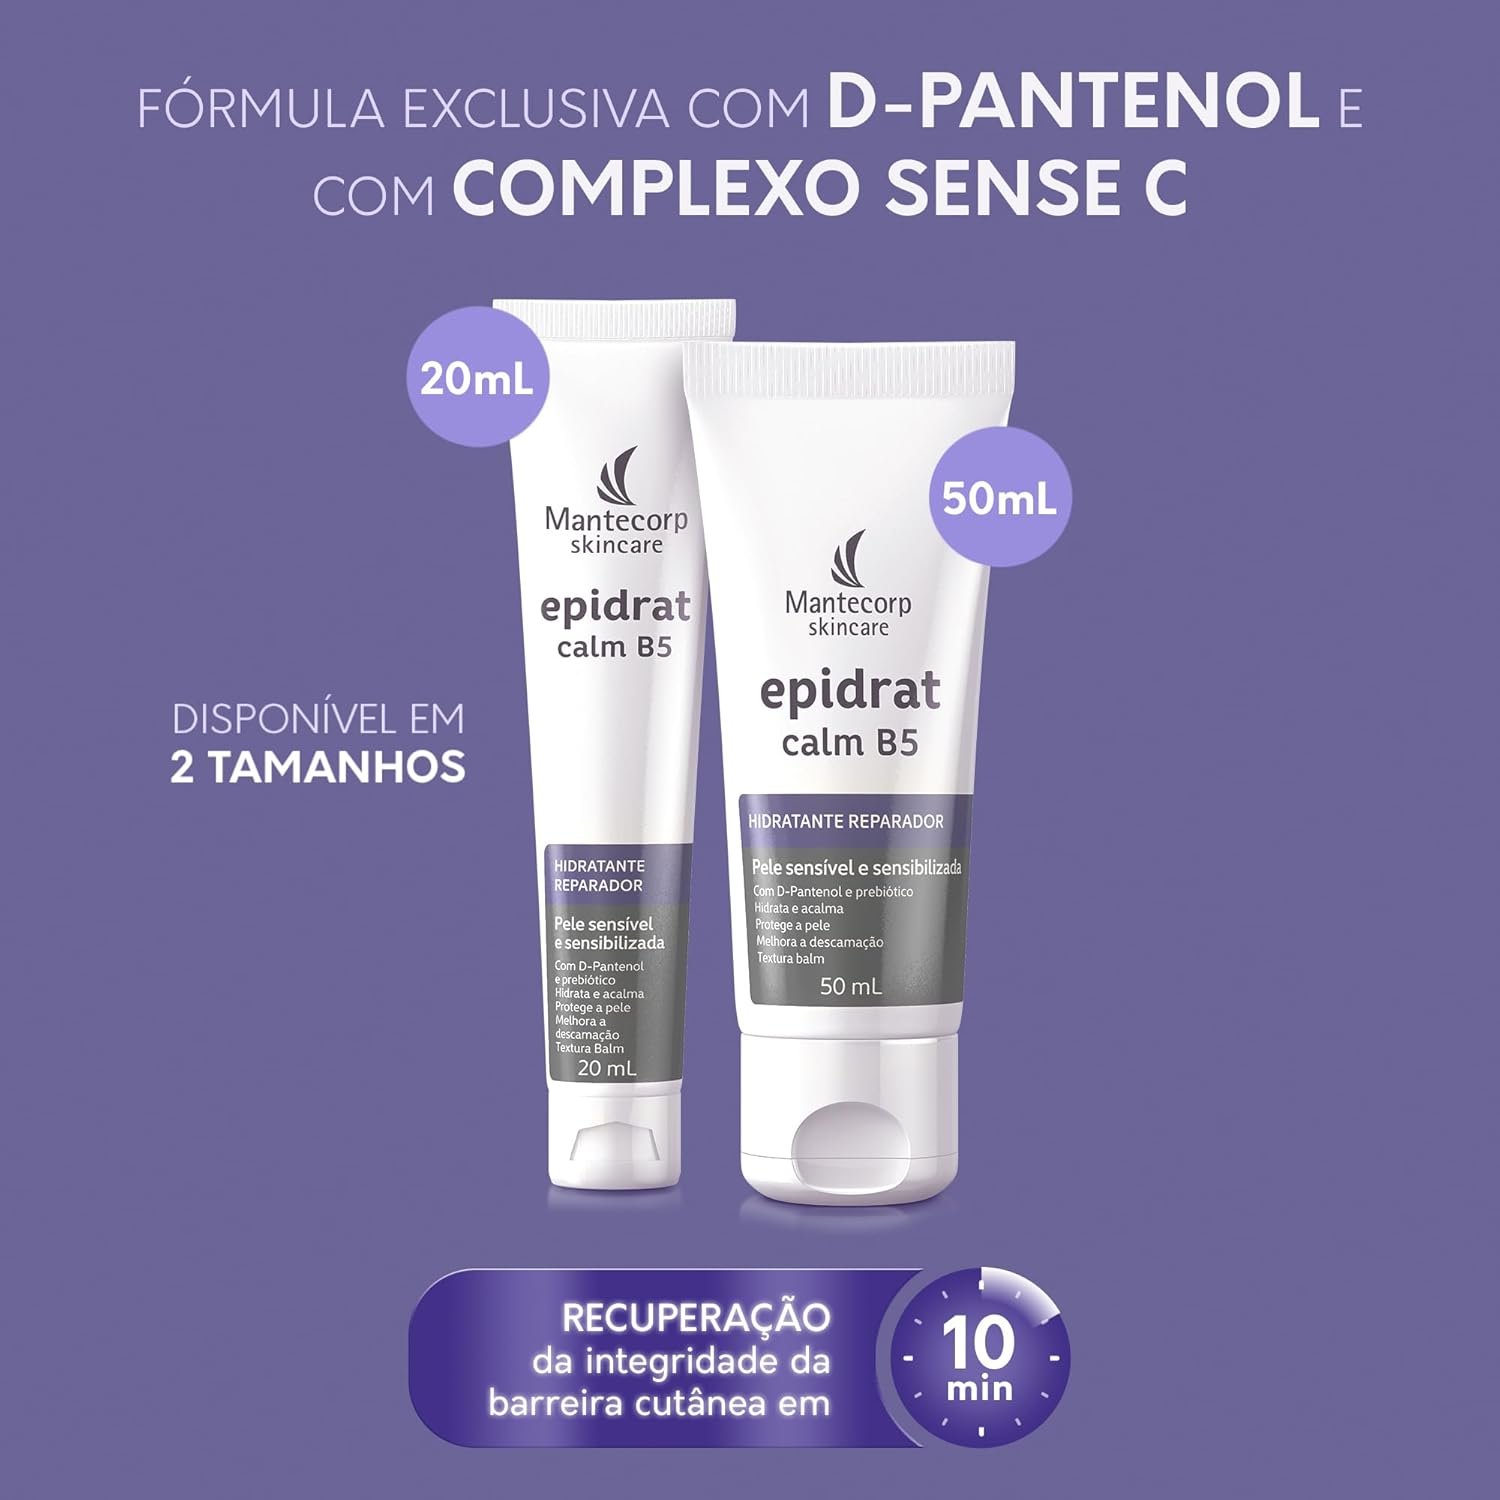 FÓRMULA EXCLUSIVA COM D-PANTENOL E
COM COMPLEXO SENSE C
20mL
50mL
Mantecorp
skincare
epidrat
calm B5
HIDRATANTE
REPARADOR
Pele sensível
e sensibilizada
Com D-Pantenol
e prebiótico
Hidrata e acalma
Protege a pele
Melhora a
descamação
Textura Balm
20 mL
Mantecorp
skincare
epidrat
calm B5
HIDRATANTE REPARADOR
Pele sensível e sensibilizada
Com D-Pantenol e prebiótico
Hidrata e acalma
Protege a pele
Melhora a descamação
Textura balm
50 mL
DISPONÍVEL EM
2 TAMANHOS
RECUPERAÇÃO
da integridade da
barreira cutânea em
10
min